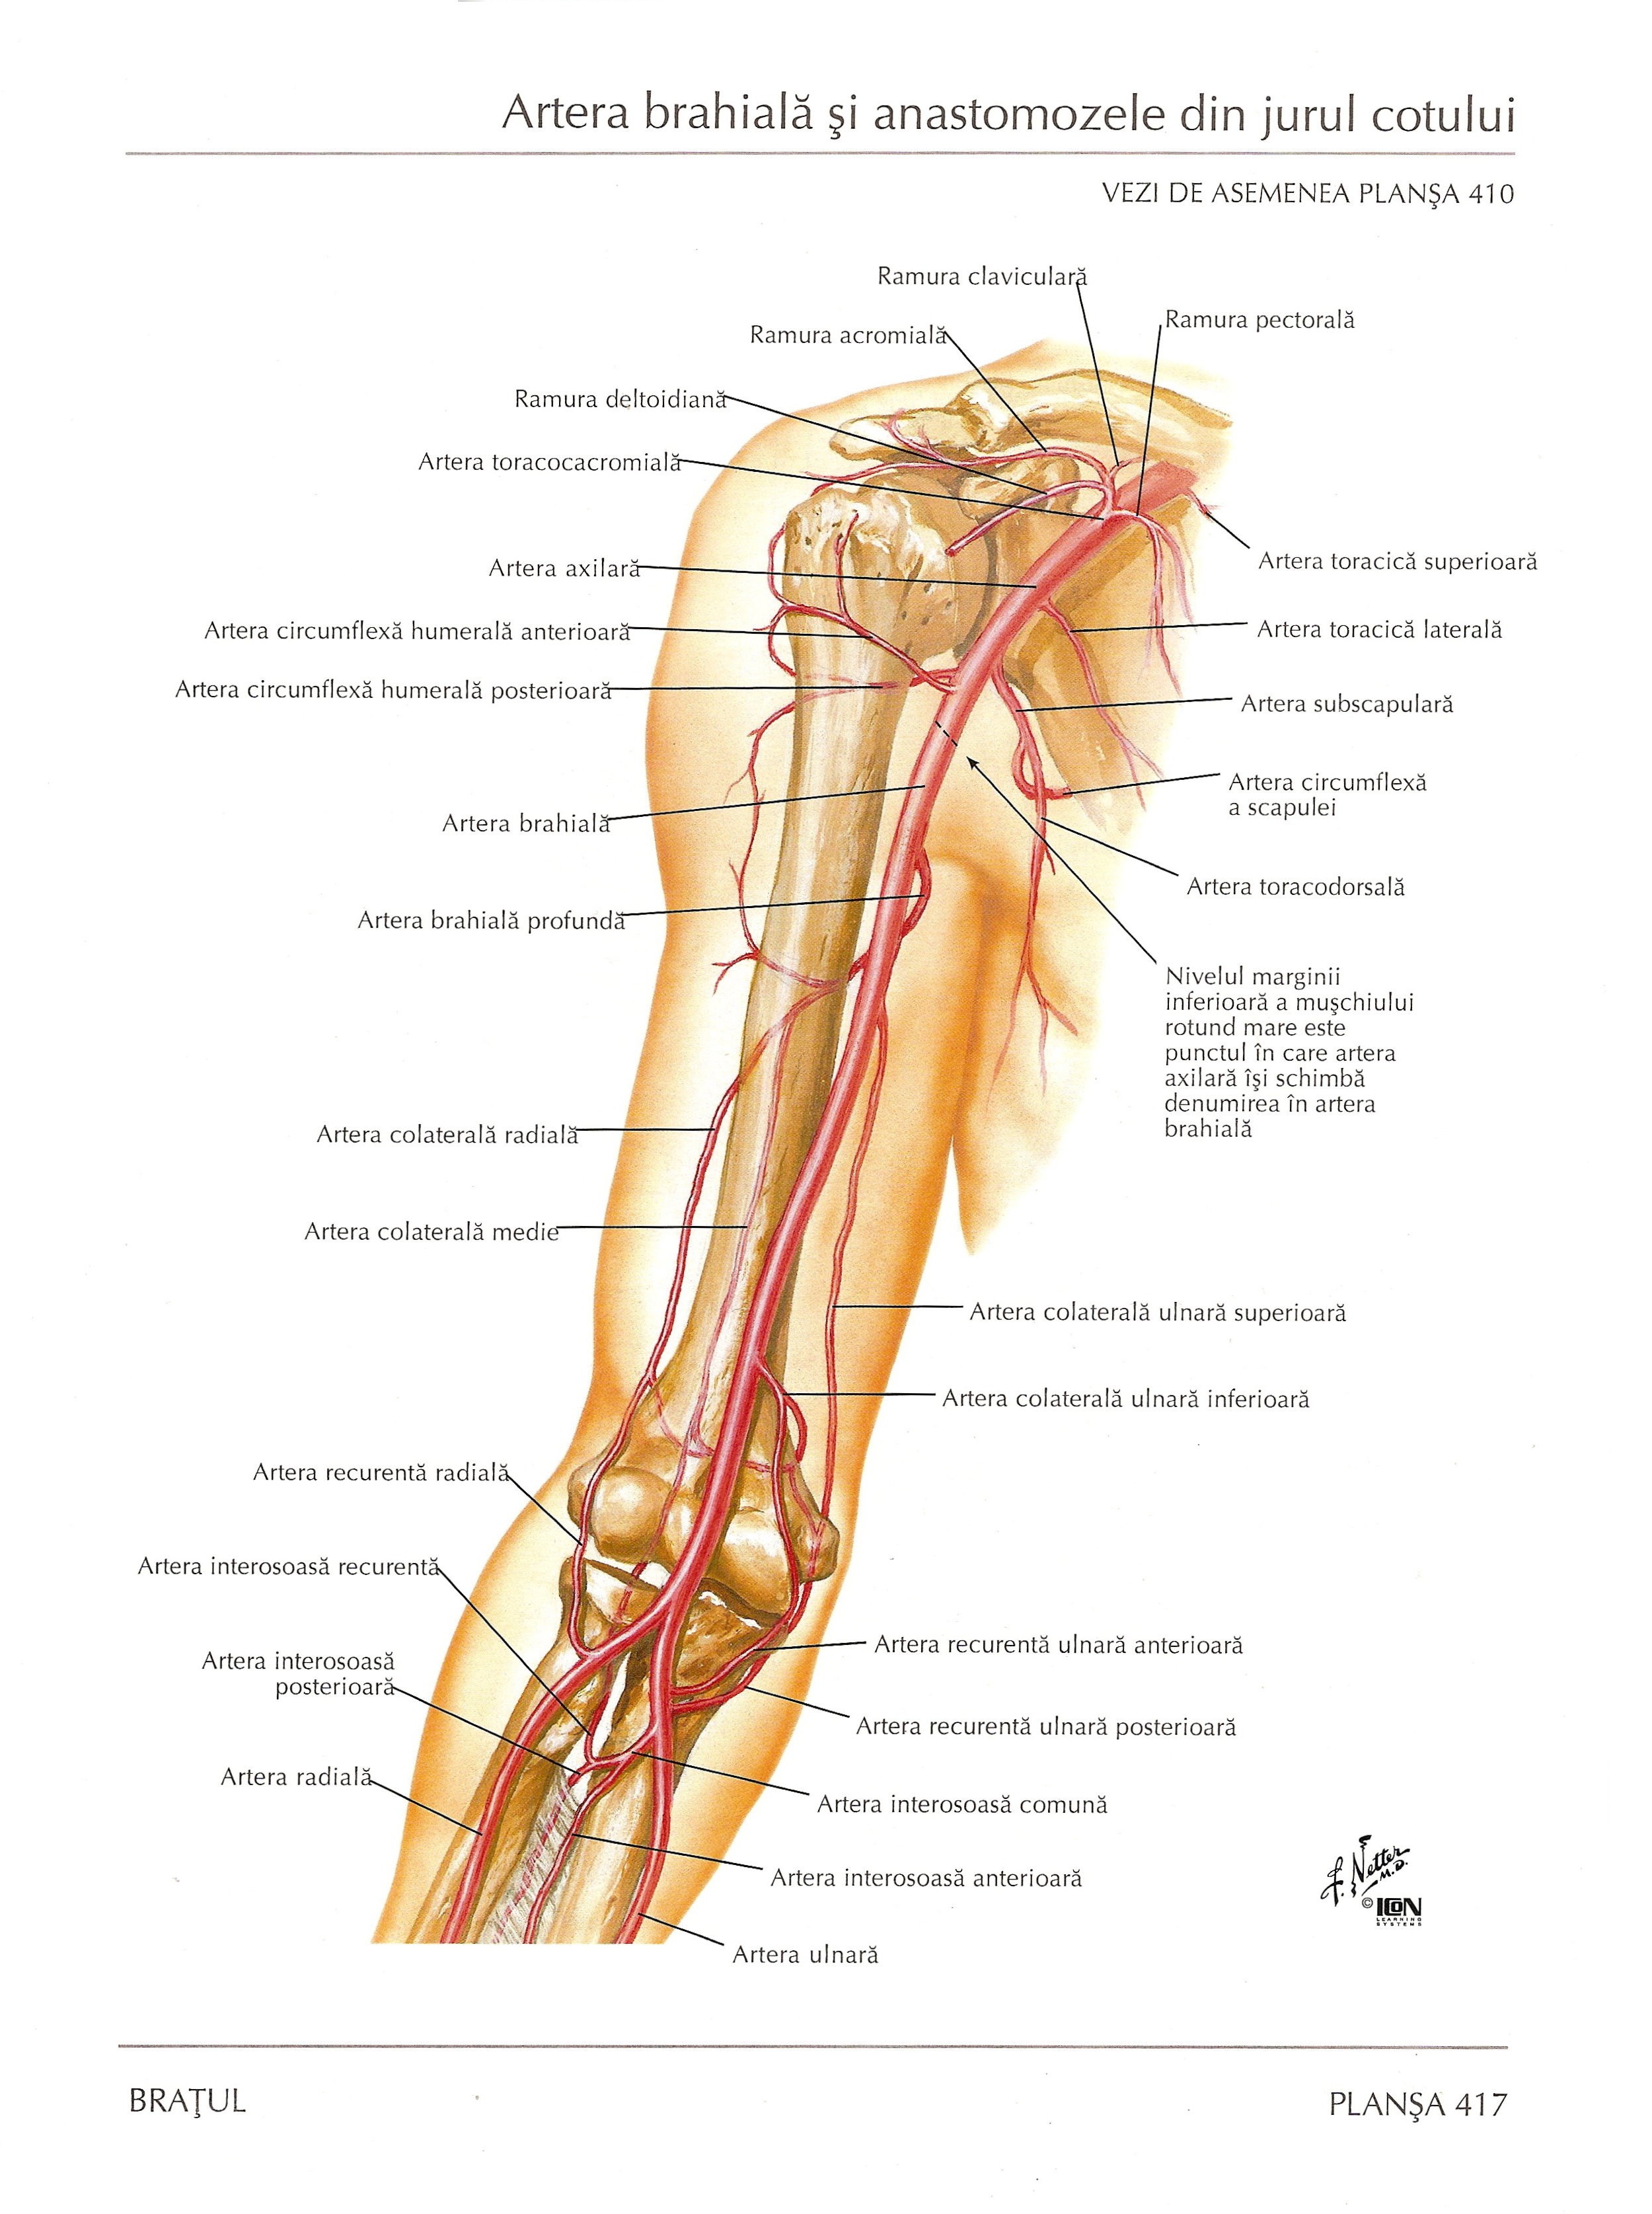 Artera brahială şi anastomozele din jurul cotului
VEZI DE ASEMENEA PLANŞA 410
Ramura claviculară
Ramura pectorală
Ramura acromială
Ramura deltoidiană
Artera toracocacromială
Artera toracică superioară
Artera axilară
Artera toracică laterală
Artera circumflexă humerală anterioară
Artera circumflexă humerală posterioară
Artera subscapulară
Artera circumflexă
a scapulei
Artera brahială
Artera toracodorsală
Artera brahială profundă
Nivelul marginii
inferioară a muşchiului
rotund mare este
punctul în care artera
axilară îşi schimbă
denumirea în artera
brahială
Artera colaterală radială
Artera colaterală medie
Artera colaterală ulnară superioară
Artera colaterală ulnară inferioară
Artera recurentă radială
Artera interosoasă recurentă
Artera recurentă ulnară anterioară
Artera interosoasă
posterioară
Artera recurentă ulnară posterioară
Artera radială
Artera interosoasă comună
Artera interosoasă anterioară
Artera ulnară
F. Netter
M.D.
© ICON
LEARNING
SYSTEMS
BRAŢUL
PLANŞA 417